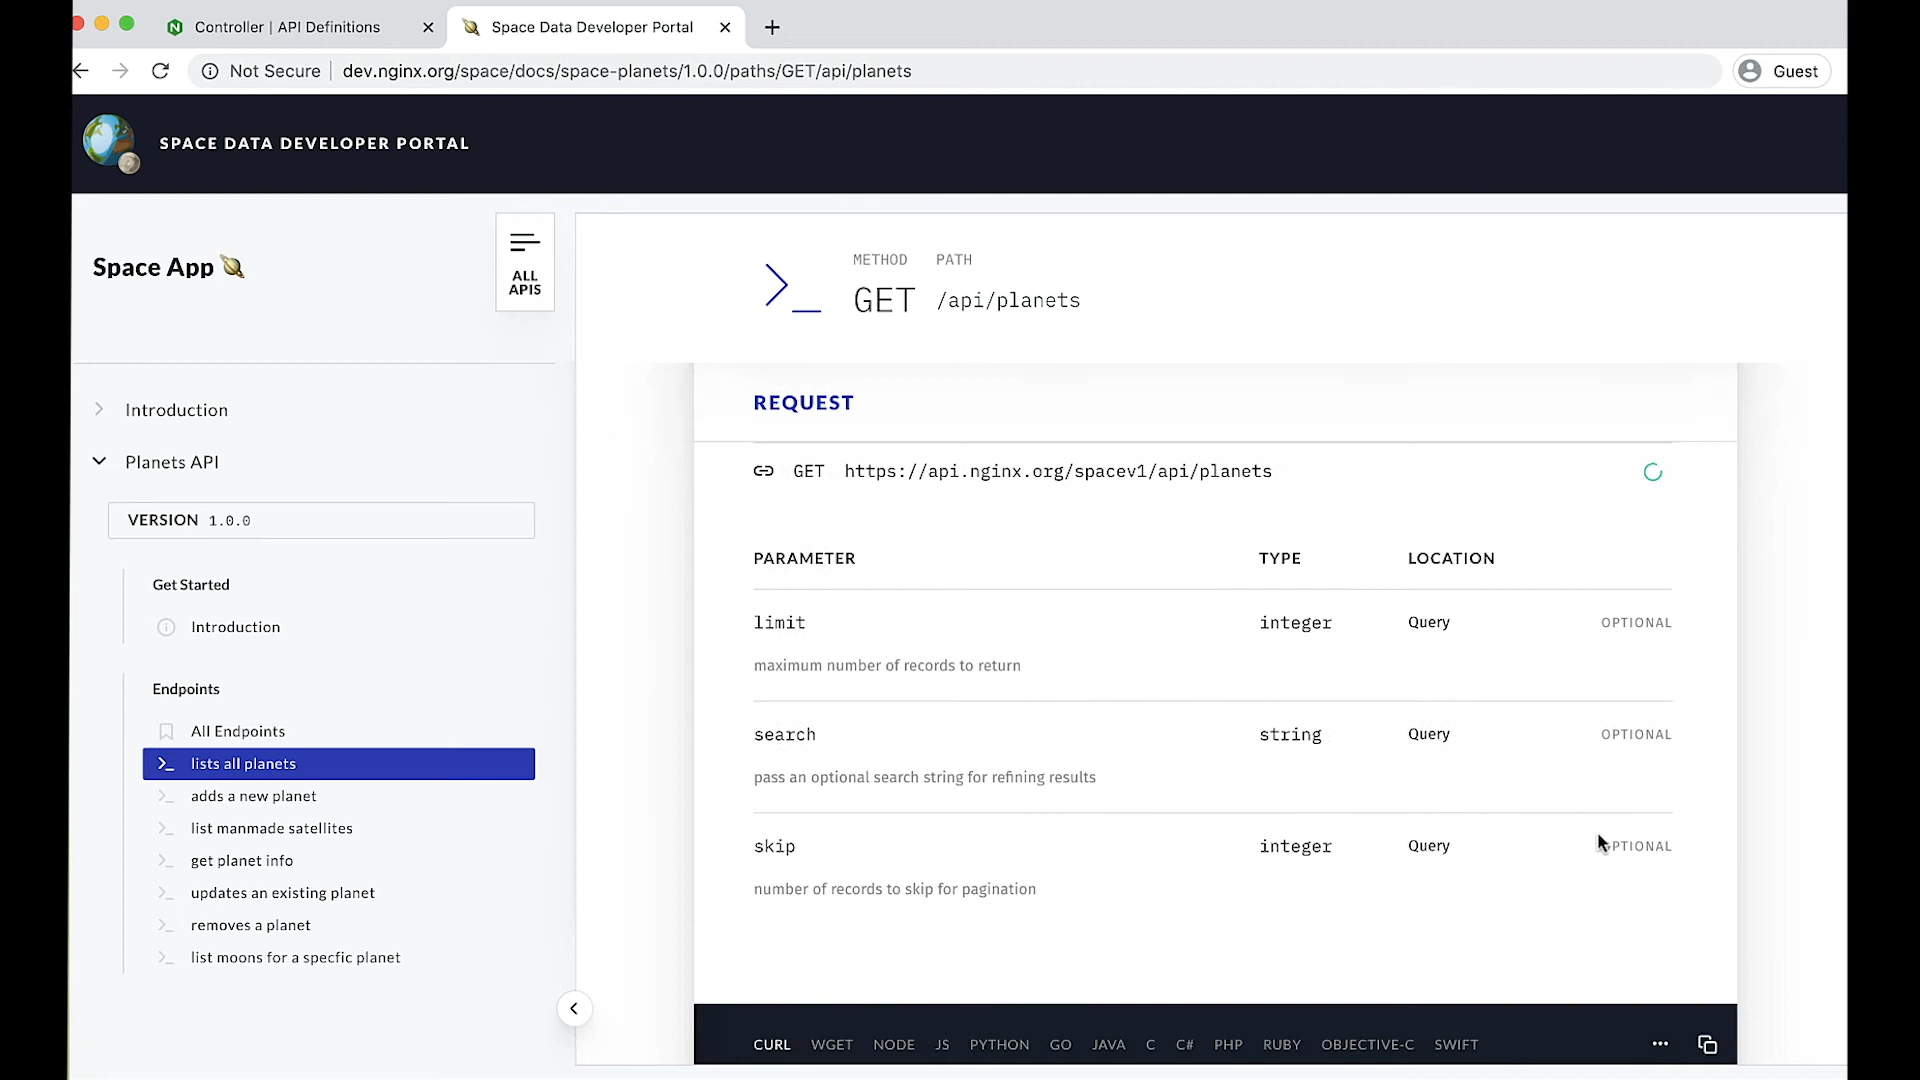 Controller | API Definitions
Space Data Developer Portal
Not Secure
dev.nginx.org/space/docs/space-planets/1.0.0/paths/GET/api/planets
Guest
SPACE DATA DEVELOPER PORTAL
Space App
ALL
APIS
METHOD PATH
GET /api/planets
Introduction
Planets API
VERSION 1.0.0
Get Started
Introduction
Endpoints
All Endpoints
lists all planets
adds a new planet
list manmade satellites
get planet info
updates an existing planet
removes a planet
list moons for a specfic planet
REQUEST
GET https://api.nginx.org/spacev1/api/planets
PARAMETER TYPE LOCATION
limit integer Query OPTIONAL
maximum number of records to return
search string Query OPTIONAL
pass an optional search string for refining results
skip integer Query OPTIONAL
number of records to skip for pagination
CURL WGET NODE JS PYTHON GO JAVA C C# PHP RUBY OBJECTIVE-C SWIFT